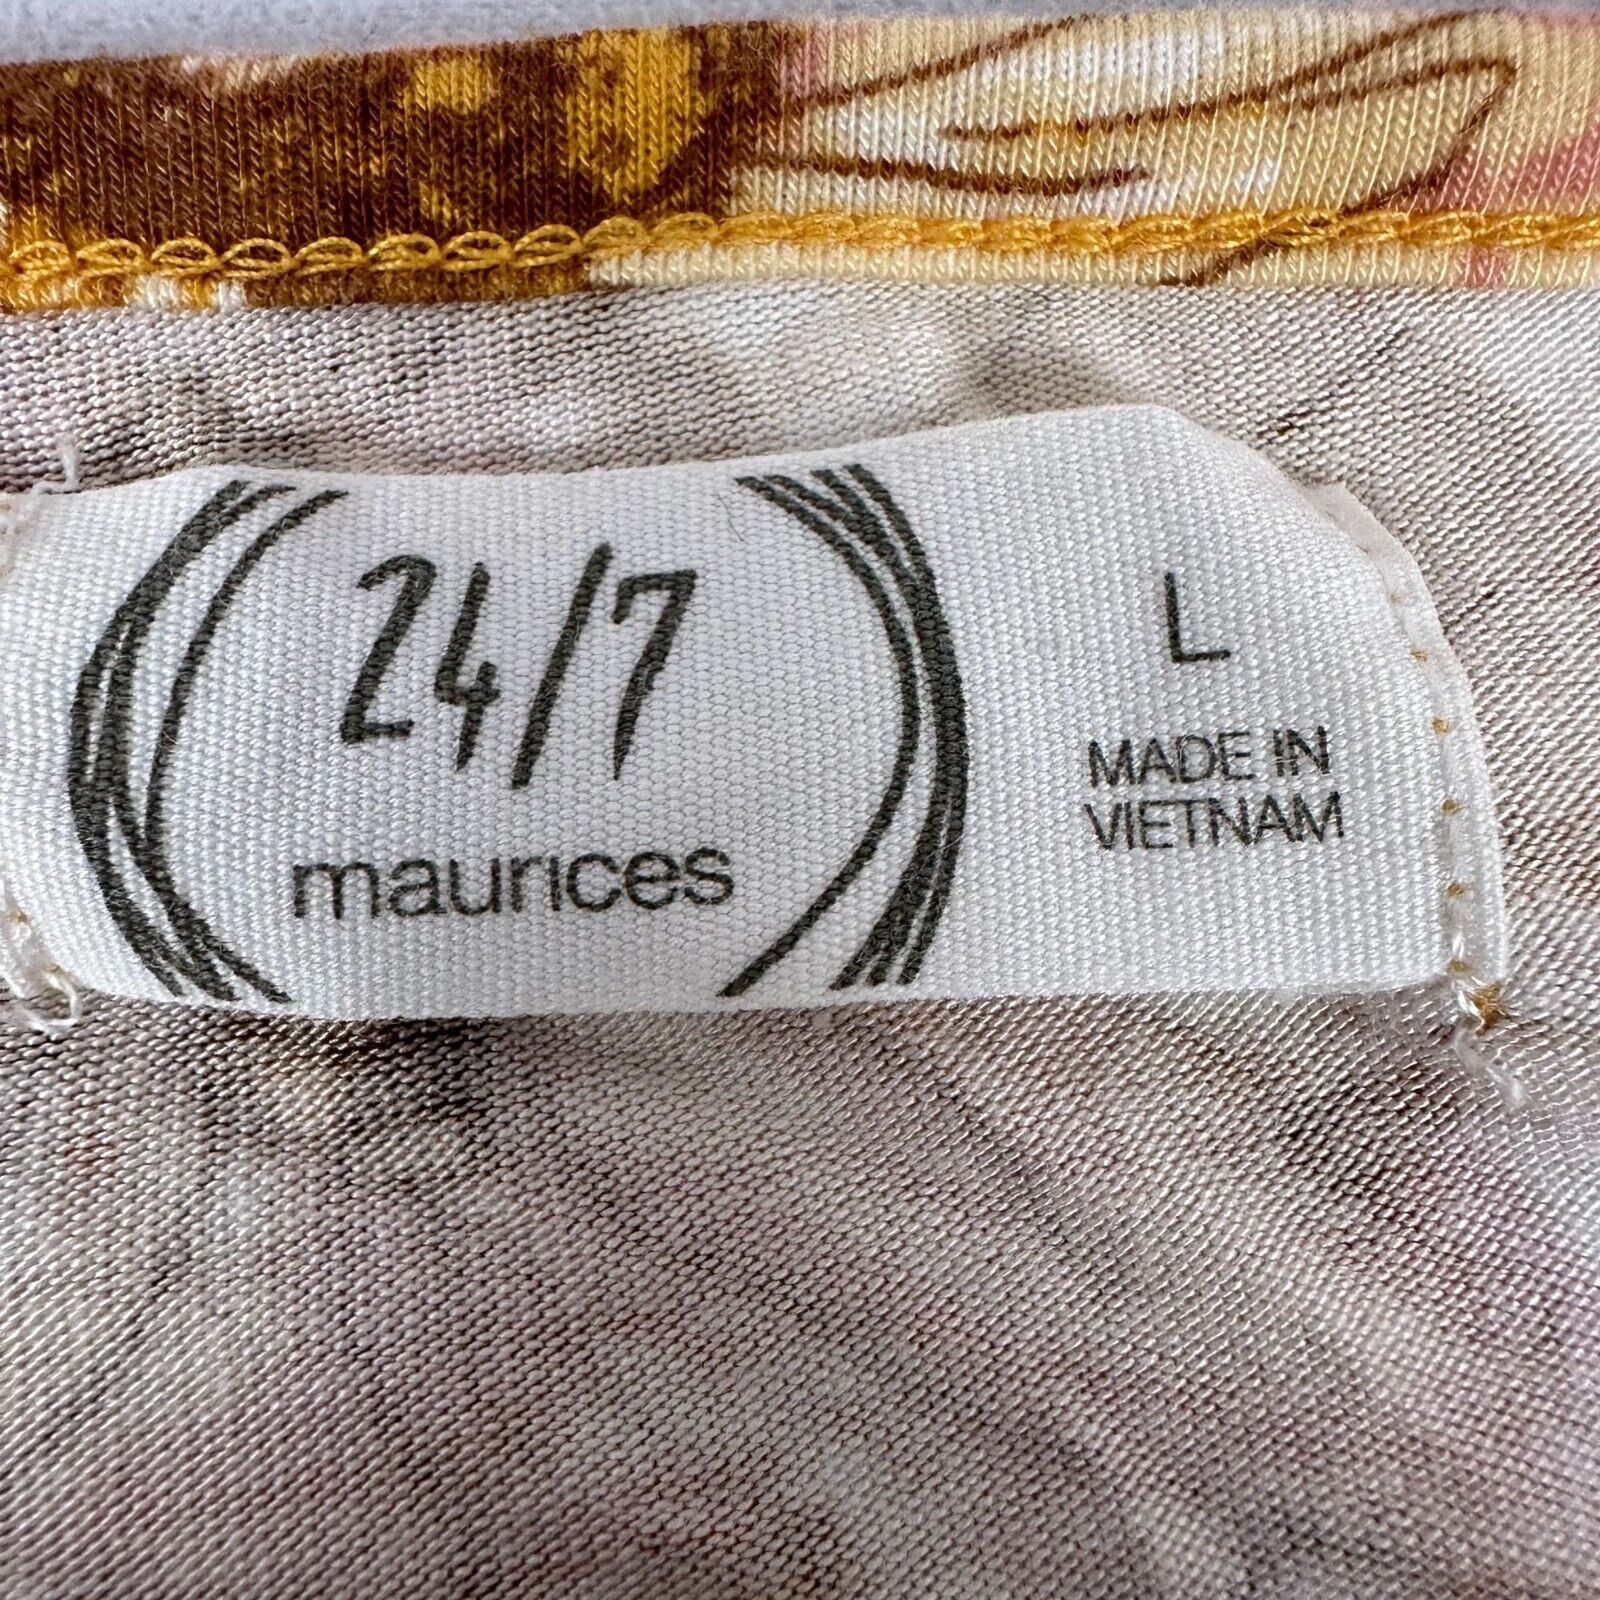 24/7
maurices
L
MADE IN
VIETNAM